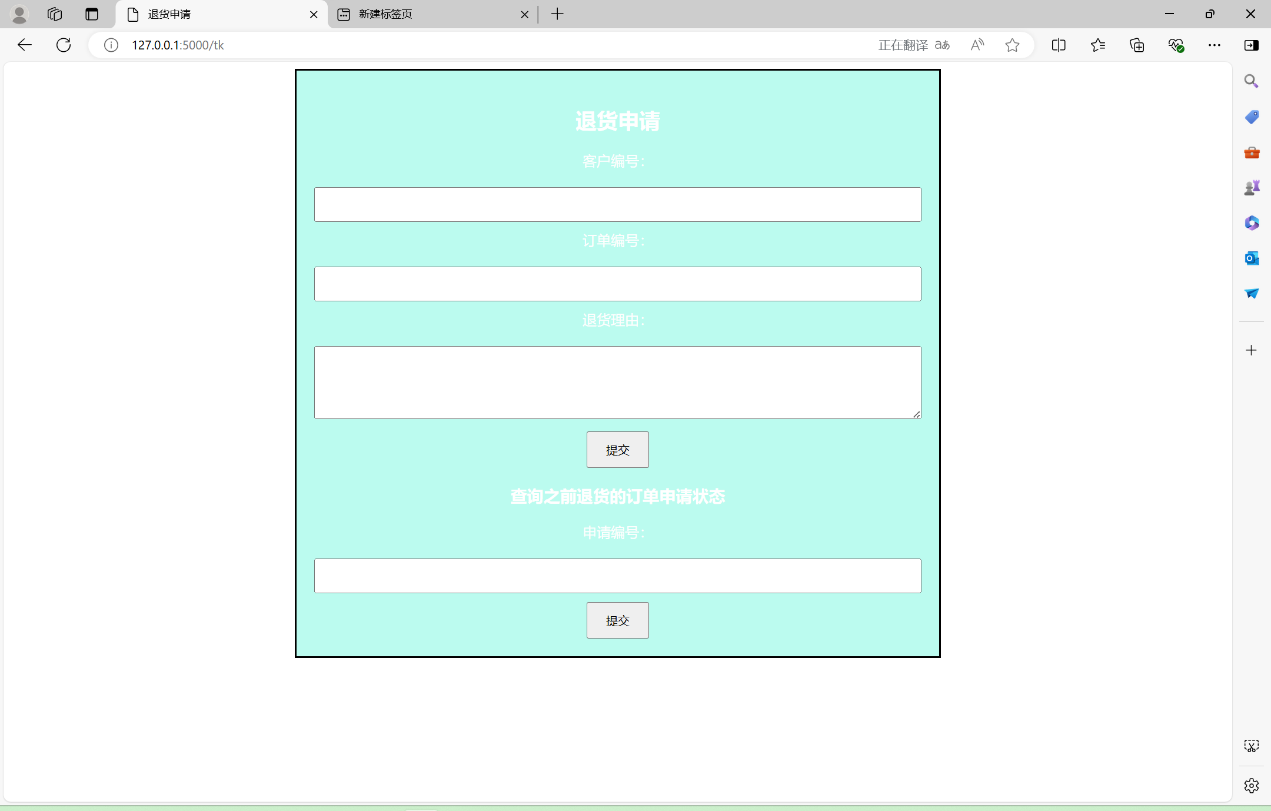 退货申请
新建标签页
127.0.0.1:5000/tk
正在翻译
退货申请
客户编号：
订单编号：
退货理由：
提交
查询之前退货的订单申请状态
申请编号：
提交